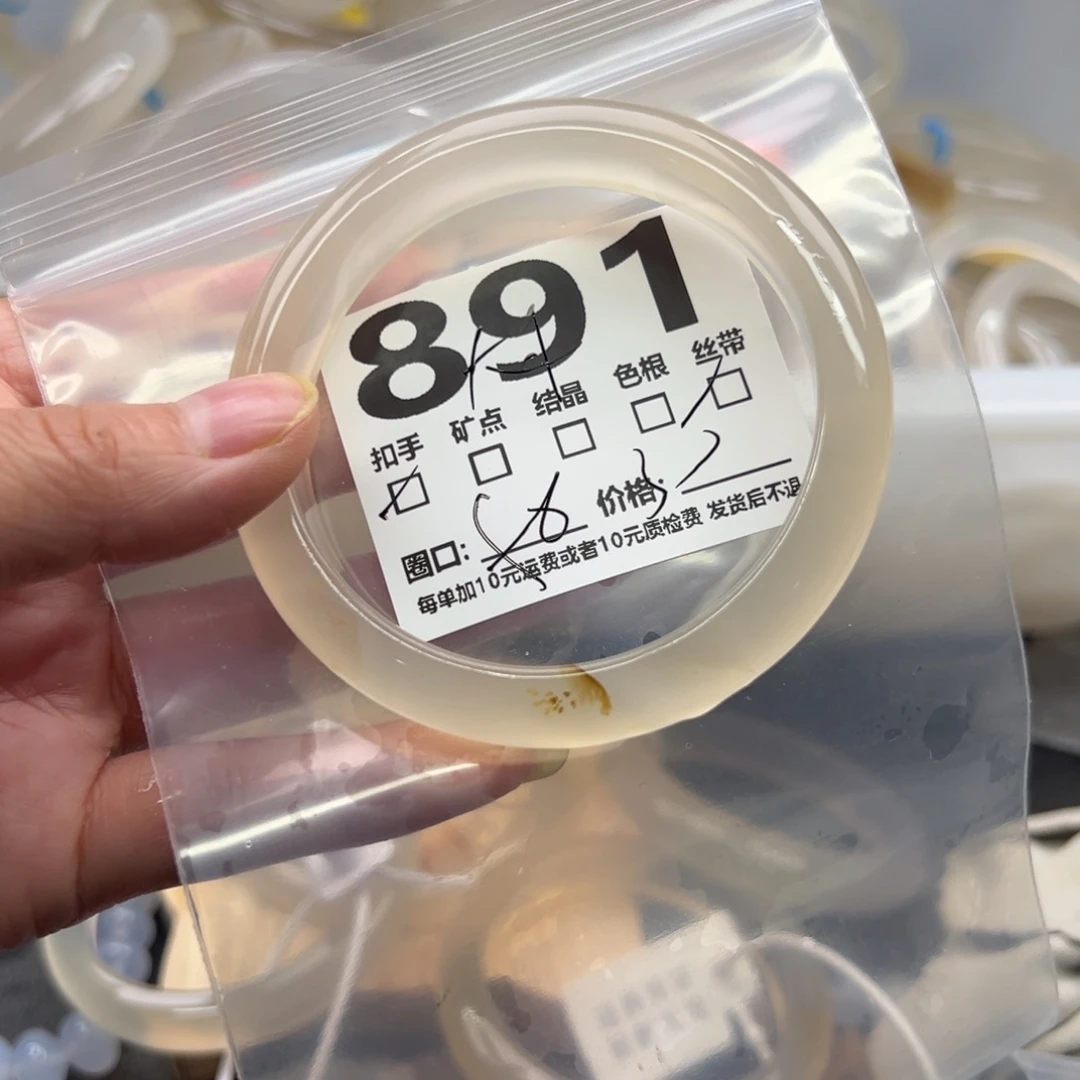 891
扣手 矿点 结晶 色根 丝带
圈口: 56 价格:
每单加10元运费或者10元质检费 发货后不退